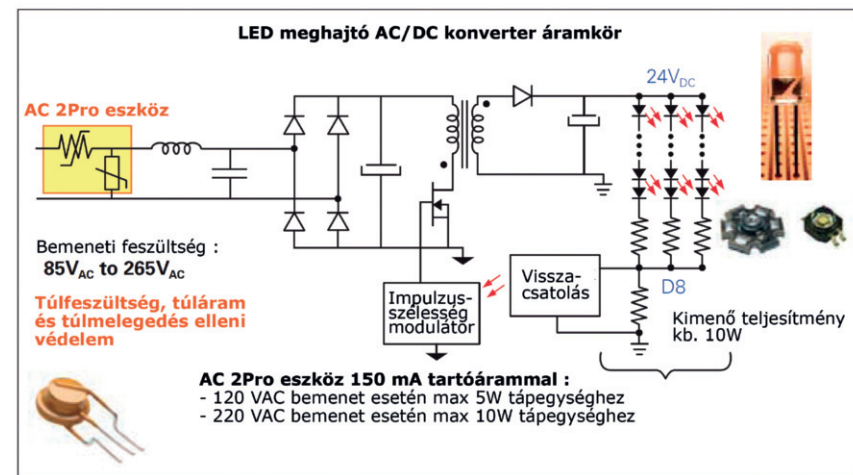 LED meghajtó AC/DC konverter áramkör
AC 2Pro eszköz
24VDC
Bemeneti feszültség :
85VAC to 265VAC
Túlfeszültség, túláram
és túlmelegedés elleni
védelem
Impulzus-
szélesség
modulátor
Vissza-
csatolás
D8
Kimenő teljesítmény
kb. 10W
AC 2Pro eszköz 150 mA tartóárammal :
- 120 VAC bemenet esetén max 5W tápegységhez
- 220 VAC bemenet esetén max 10W tápegységhez